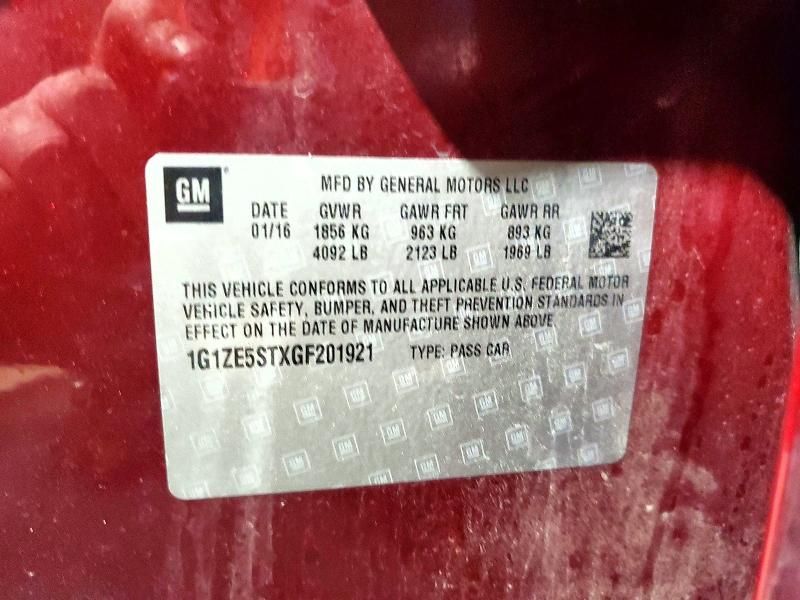 GM
MFD BY GENERAL MOTORS LLC
DATE GVWR GAWR FRT GAWR RR
01/16 1856 KG 963 KG 893 KG
4092 LB 2123 LB 1969 LB
THIS VEHICLE CONFORMS TO ALL APPLICABLE U.S. FEDERAL MOTOR
VEHICLE SAFETY, BUMPER, AND THEFT PREVENTION STANDARDS IN
EFFECT ON THE DATE OF MANUFACTURE SHOWN ABOVE.
1G1ZE5STXGF201921 TYPE: PASS CAR